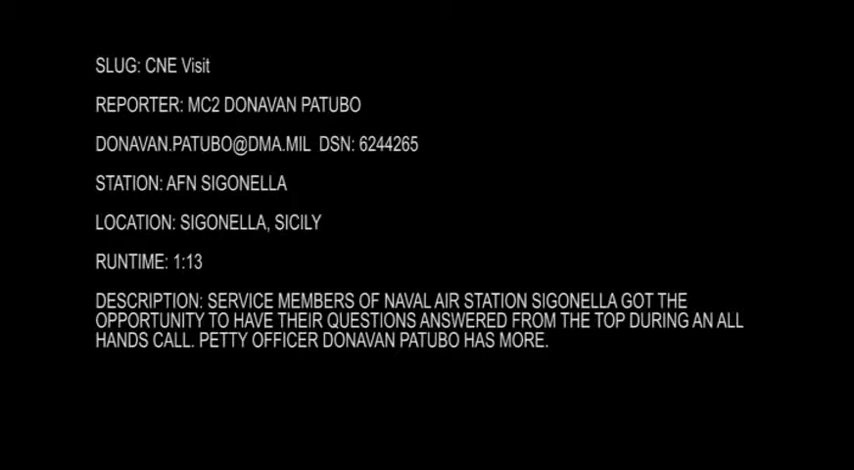 SLUG: CNE Visit
REPORTER: MC2 DONAVAN PATUBO
DONAVAN.PATUBO@DMA.MIL DSN: 6244265
STATION: AFN SIGONELLA
LOCATION: SIGONELLA, SICILY
RUNTIME: 1:13
DESCRIPTION: SERVICE MEMBERS OF NAVAL AIR STATION SIGONELLA GOT THE
OPPORTUNITY TO HAVE THEIR QUESTIONS ANSWERED FROM THE TOP DURING AN ALL
HANDS CALL. PETTY OFFICER DONAVAN PATUBO HAS MORE.